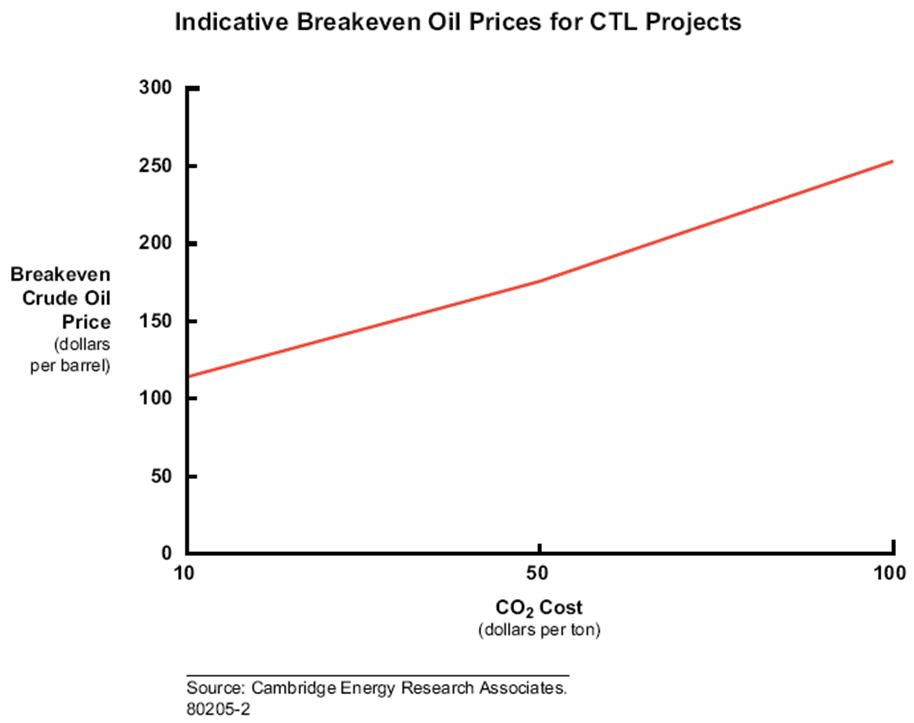 Indicative Breakeven Oil Prices for CTL Projects
300
250
200
150
100
50
0
Breakeven
Crude Oil
Price
(dollars
per barrel)
10
50
100
CO₂ Cost
(dollars per ton)
Source: Cambridge Energy Research Associates.
80205-2